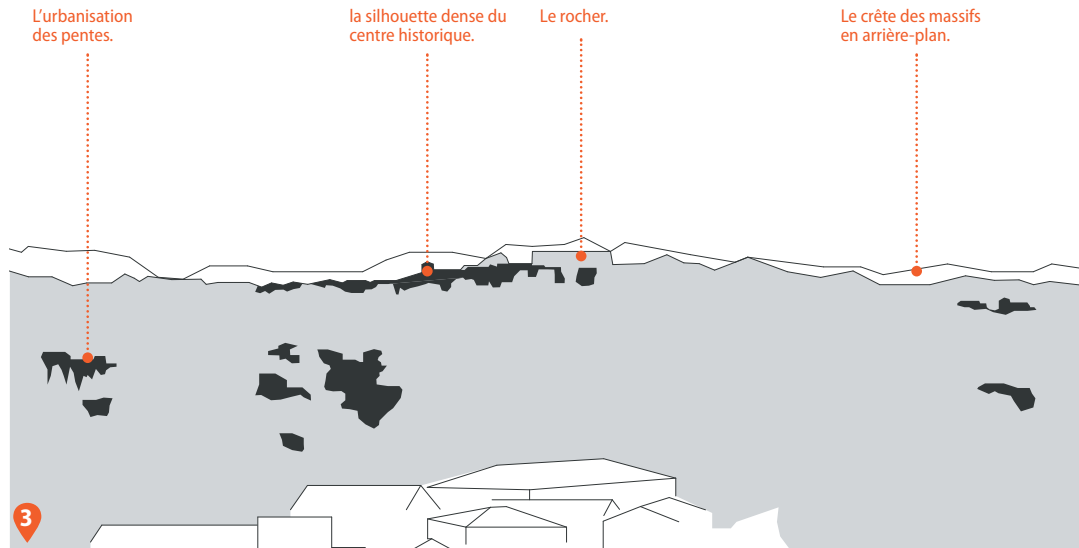 L'urbanisation
des pentes.
la silhouette dense du
centre historique.
Le rocher.
Le crête des massifs
en arrière-plan.
3